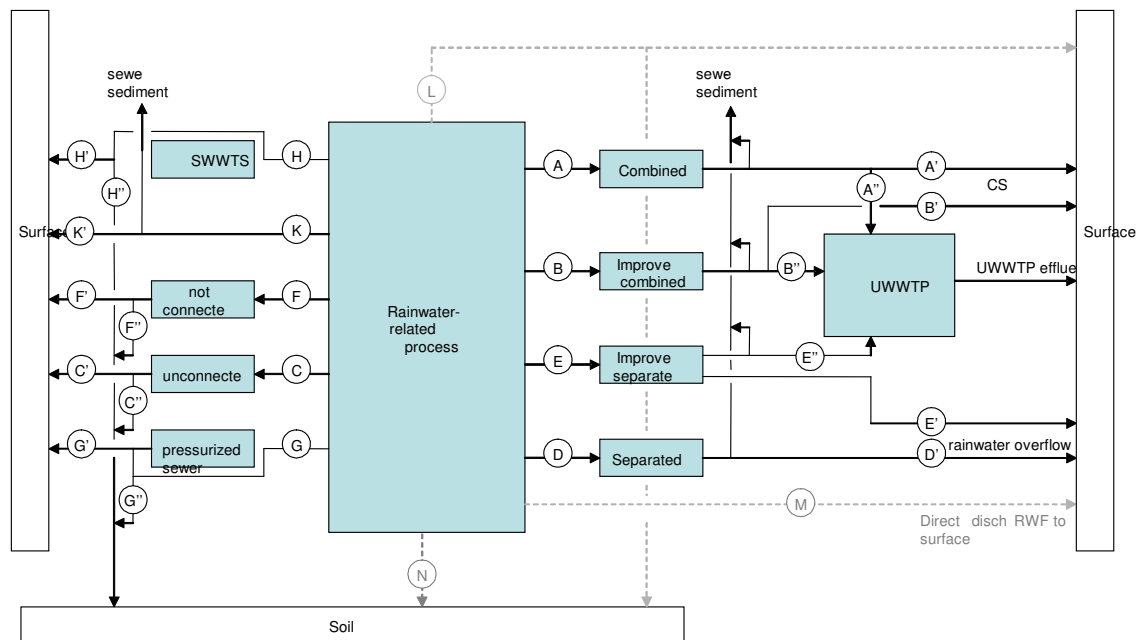 sewe
sediment
L
sewe
sediment
H’
SWWTS
H
A
Combined
A’
H’’
A’’
CS
Surface
K’
K
B’
Surface
B
Improve
combined
B’’
UWWTP
UWWTP efflue
F’
not
connecte
F
Rainwater-
related
process
F’’
E
Improve
separate
E’’
C’
unconnecte
C
C’’
E’
G’
pressurized
sewer
G
D
Separated
D’
rainwater overflow
G’’
M
Direct disch RWF to
surface
N
Soil